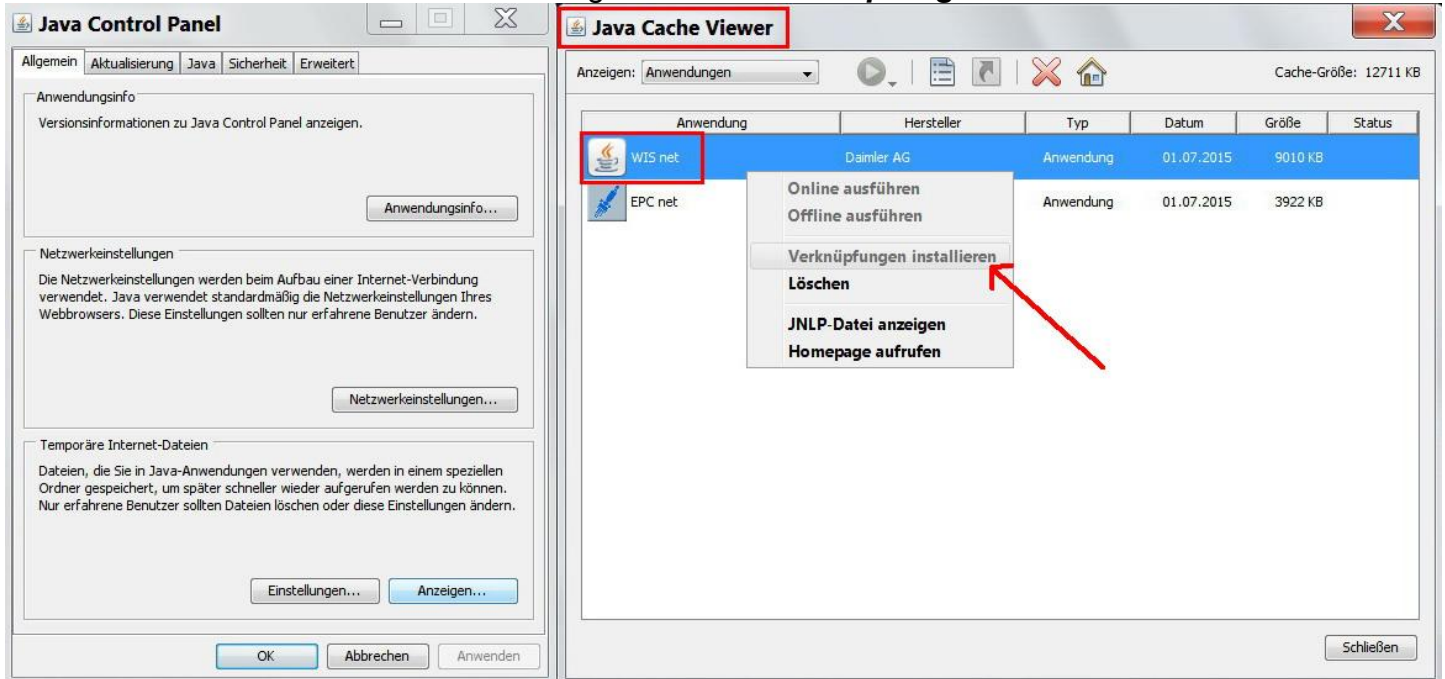 Java Control Panel
Allgemein Aktualisierung Java Sicherheit Erweitert
Anwendungsinfo
Versionsinformationen zu Java Control Panel anzeigen.
Anwendungsinfo...
Netzwerkeinstellungen
Die Netzwerkeinstellungen werden beim Aufbau einer Internet-Verbindung
verwendet. Java verwendet standardmäßig die Netzwerkeinstellungen Ihres
Webbrowsers. Diese Einstellungen sollten nur erfahrene Benutzer ändern.
Netzwerkeinstellungen...
Temporäre Internet-Dateien
Dateien, die Sie in Java-Anwendungen verwenden, werden in einem speziellen
Ordner gespeichert, um später schneller wieder aufgerufen werden zu können.
Nur erfahrene Benutzer sollten Dateien löschen oder diese Einstellungen ändern.
Einstellungen... Anzeigen...
OK Abbrechen Anwenden
Java Cache Viewer
Anzeigen: Anwendungen Cache-Größe: 12711 KB
Anwendung Hersteller Typ Datum Größe Status
WIS net Daimler AG Anwendung 01.07.2015 9010 KB
EPC net Anwendung 01.07.2015 3922 KB
Online ausführen
Offline ausführen
Verknüpfungen installieren
Löschen
JNLP-Datei anzeigen
Homepage aufrufen
Schließen